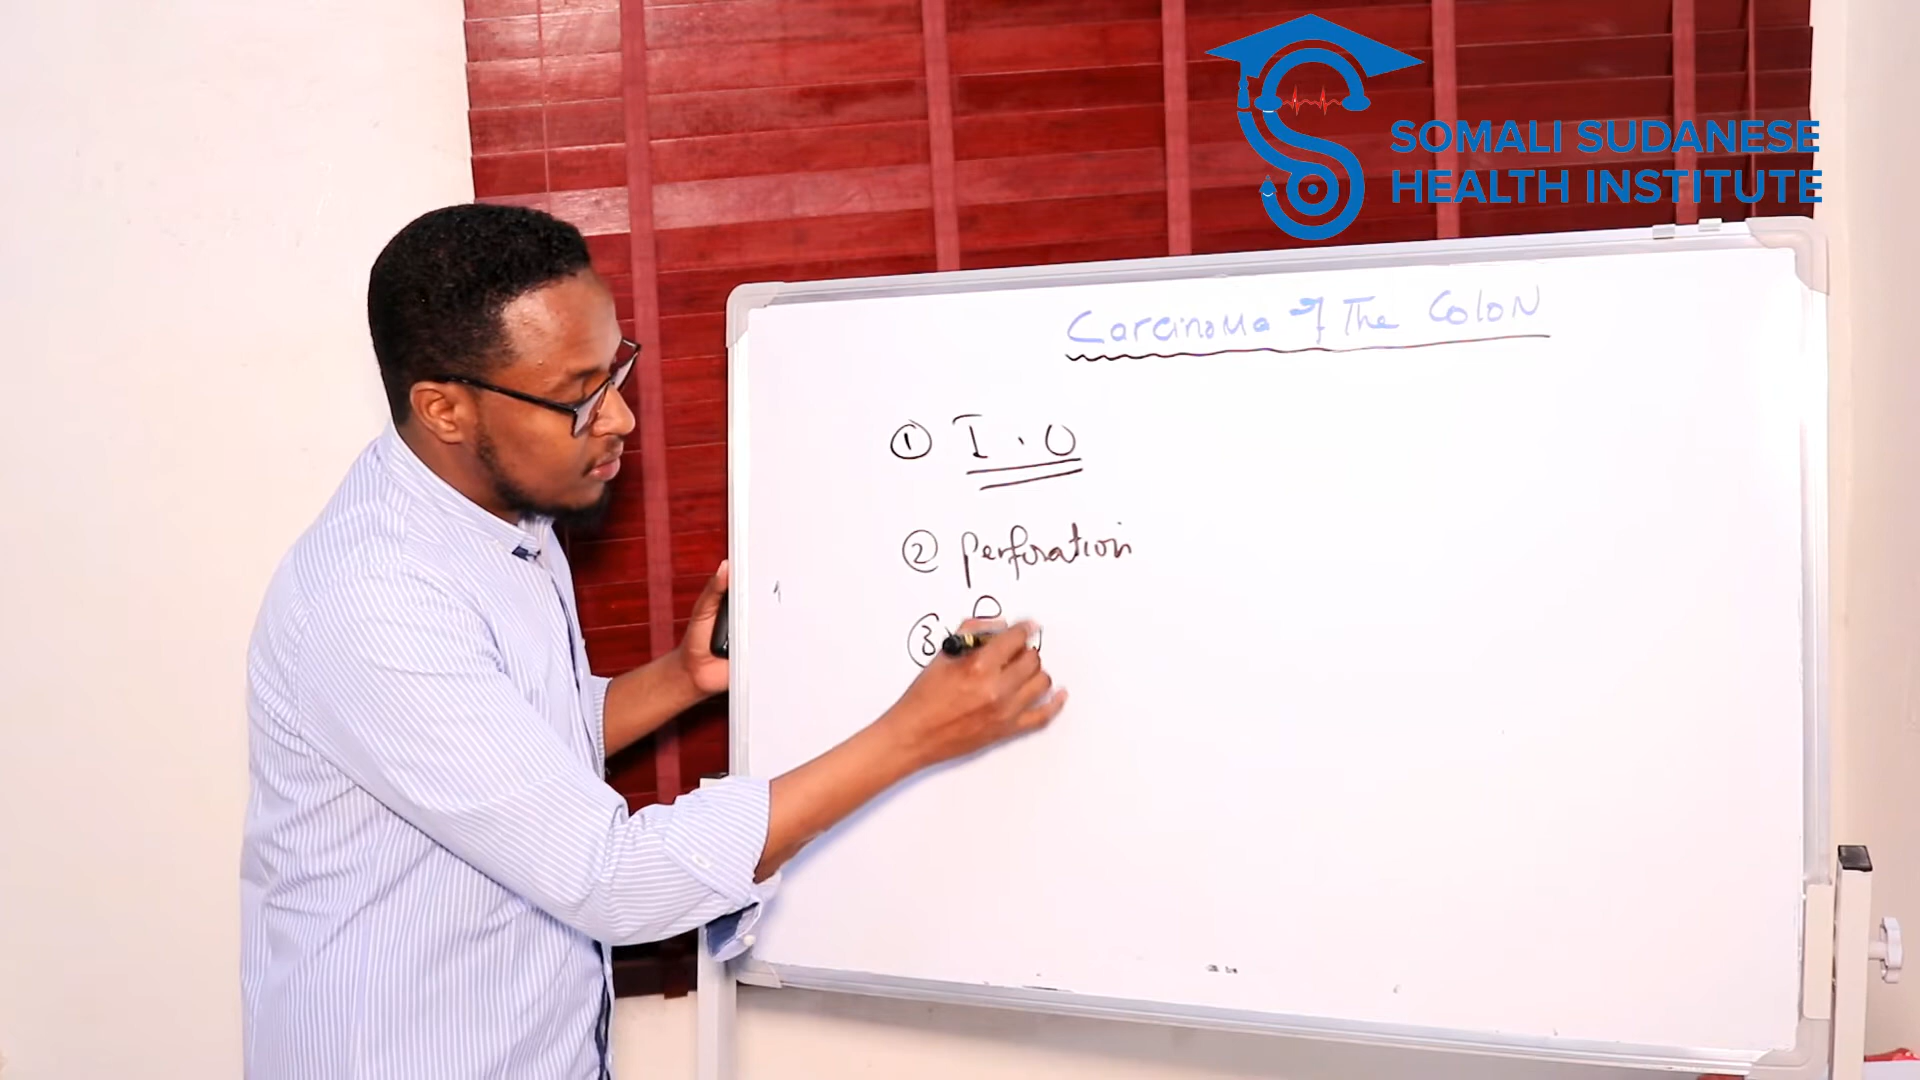 SOMALI SUDANESE
HEALTH INSTITUTE
Carcinoma of The Colon
① I.O
② perforation
③